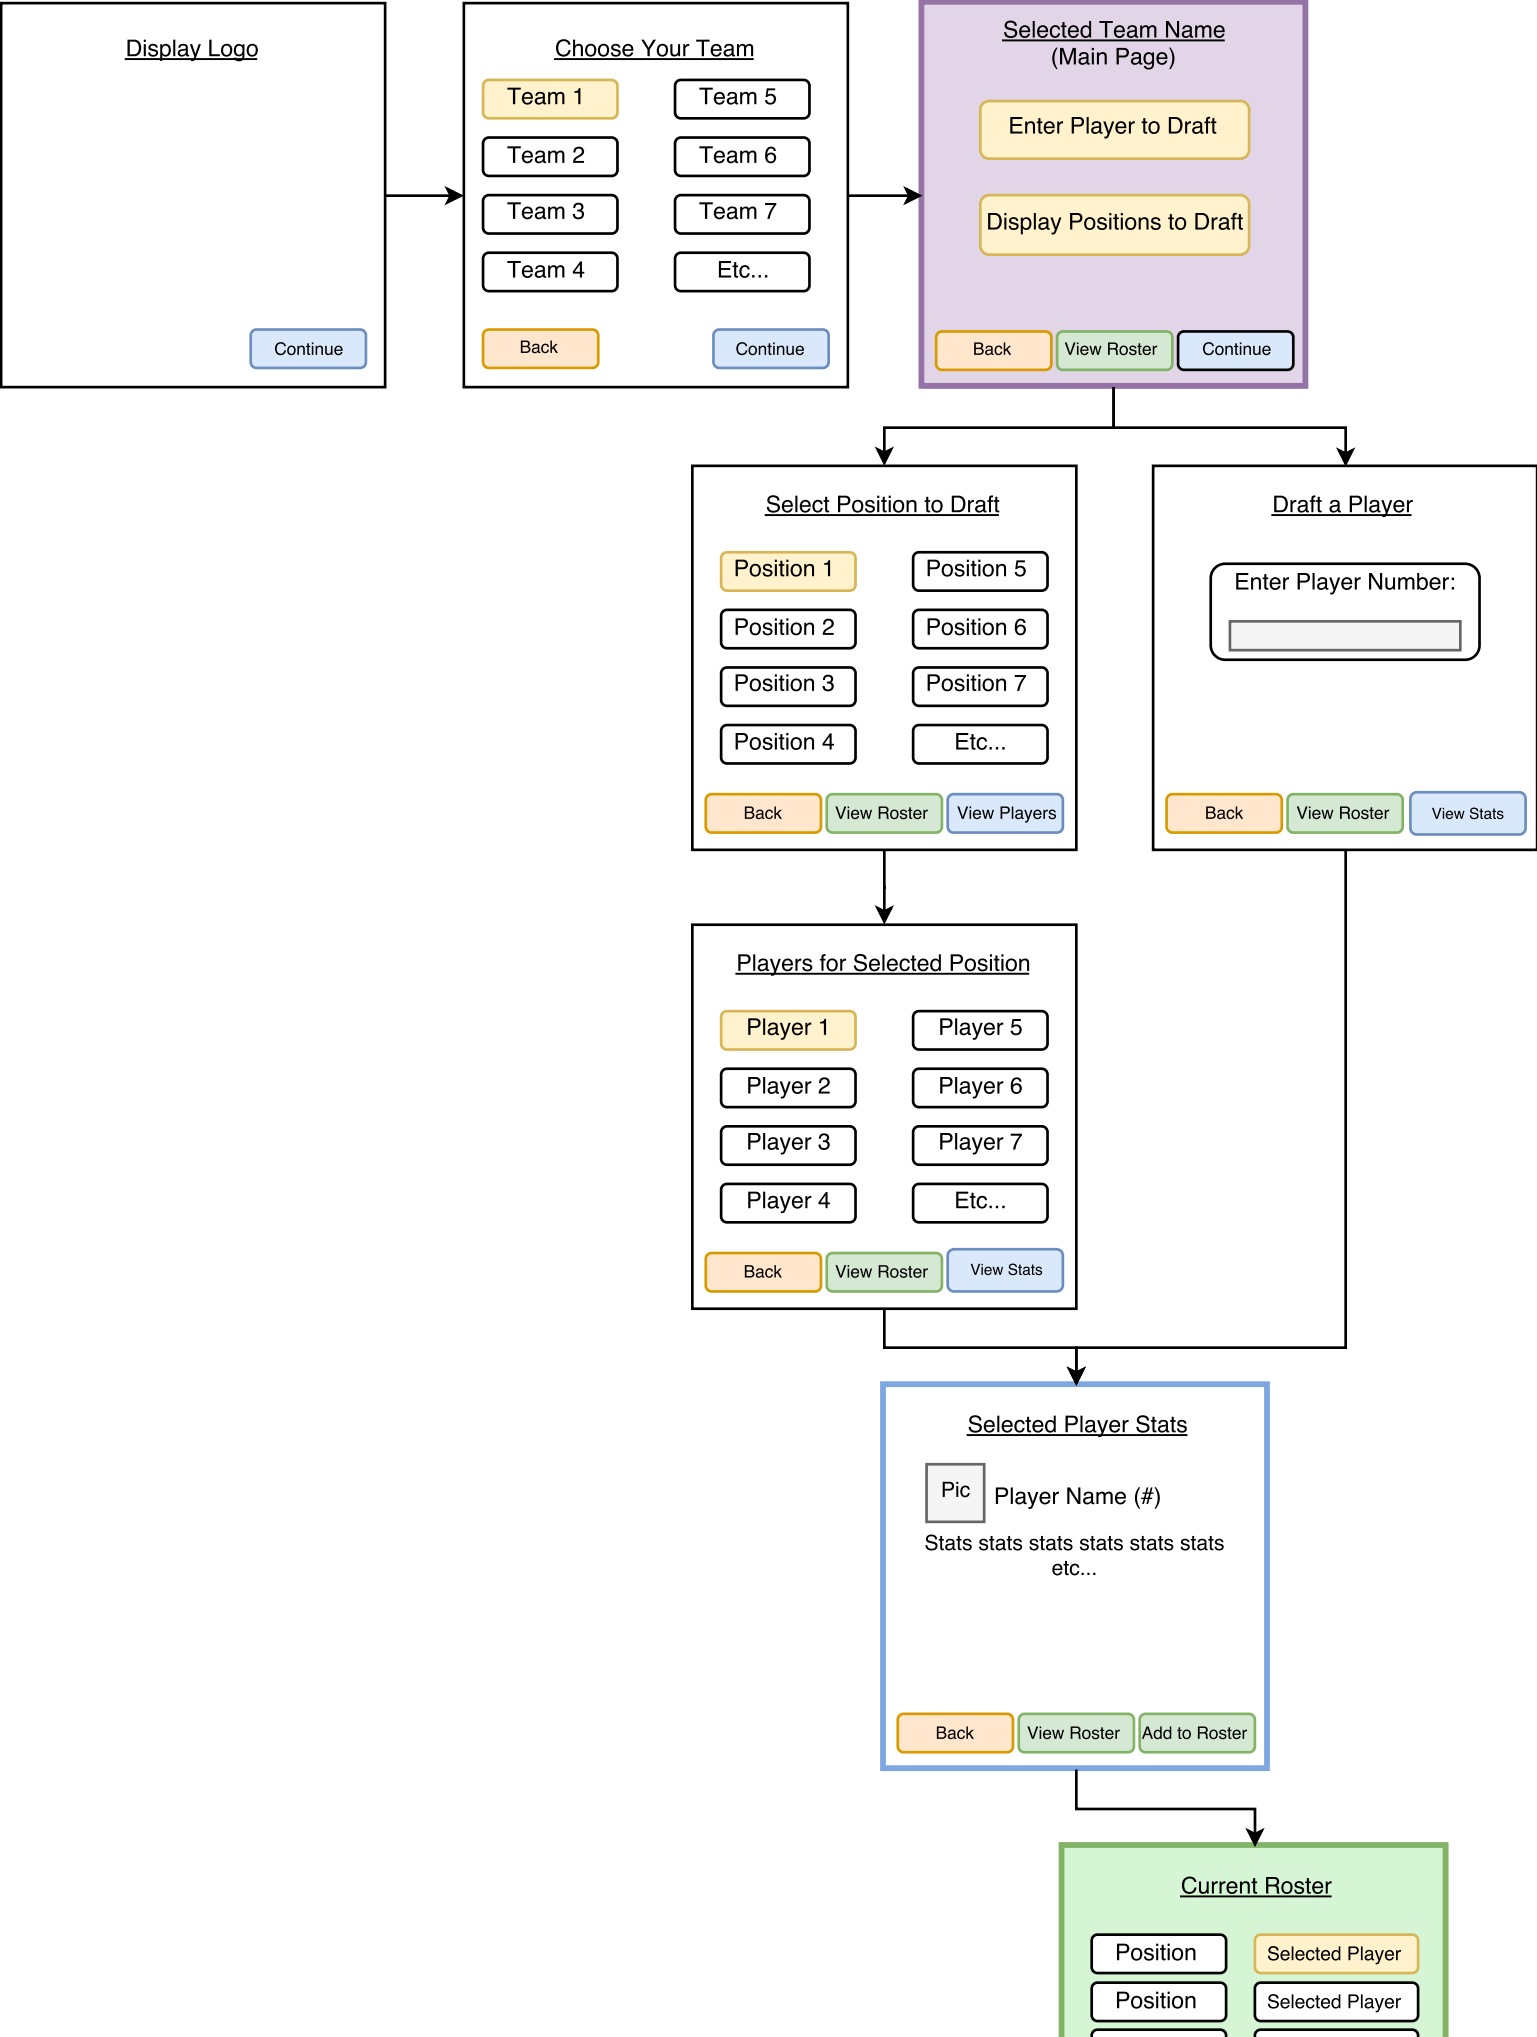 Display Logo
Continue
Choose Your Team
Team 1
Team 5
Team 2
Team 6
Team 3
Team 7
Team 4
Etc...
Back
Continue
Selected Team Name
(Main Page)
Enter Player to Draft
Display Positions to Draft
Back
View Roster
Continue
Select Position to Draft
Position 1
Position 5
Position 2
Position 6
Position 3
Position 7
Position 4
Etc...
Back
View Roster
View Players
Draft a Player
Enter Player Number:
Back
View Roster
View Stats
Players for Selected Position
Player 1
Player 5
Player 2
Player 6
Player 3
Player 7
Player 4
Etc...
Back
View Roster
View Stats
Selected Player Stats
Pic
Player Name (#)
Stats stats stats stats stats stats
etc...
Back
View Roster
Add to Roster
Current Roster
Position
Selected Player
Position
Selected Player